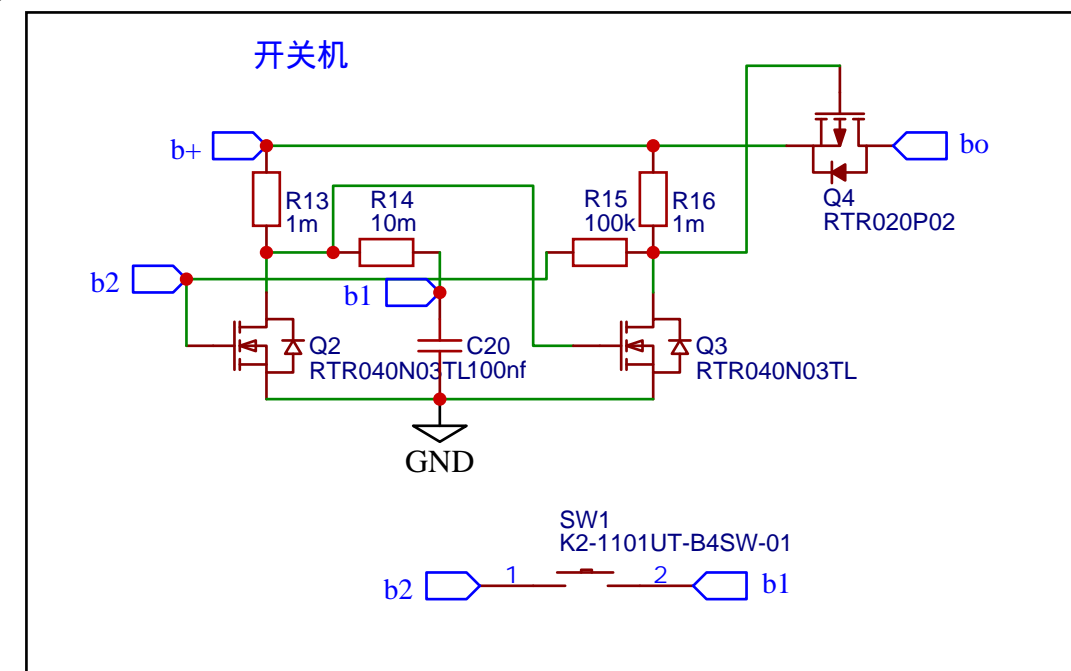 开关机
b+
bo
Q4
RTR020P02
R13
1m
R14
10m
R15
100k
R16
1m
b2
b1
Q2
RTR040N03TL
C20
100nf
Q3
RTR040N03TL
GND
SW1
K2-1101UT-B4SW-01
b2
1
2
b1